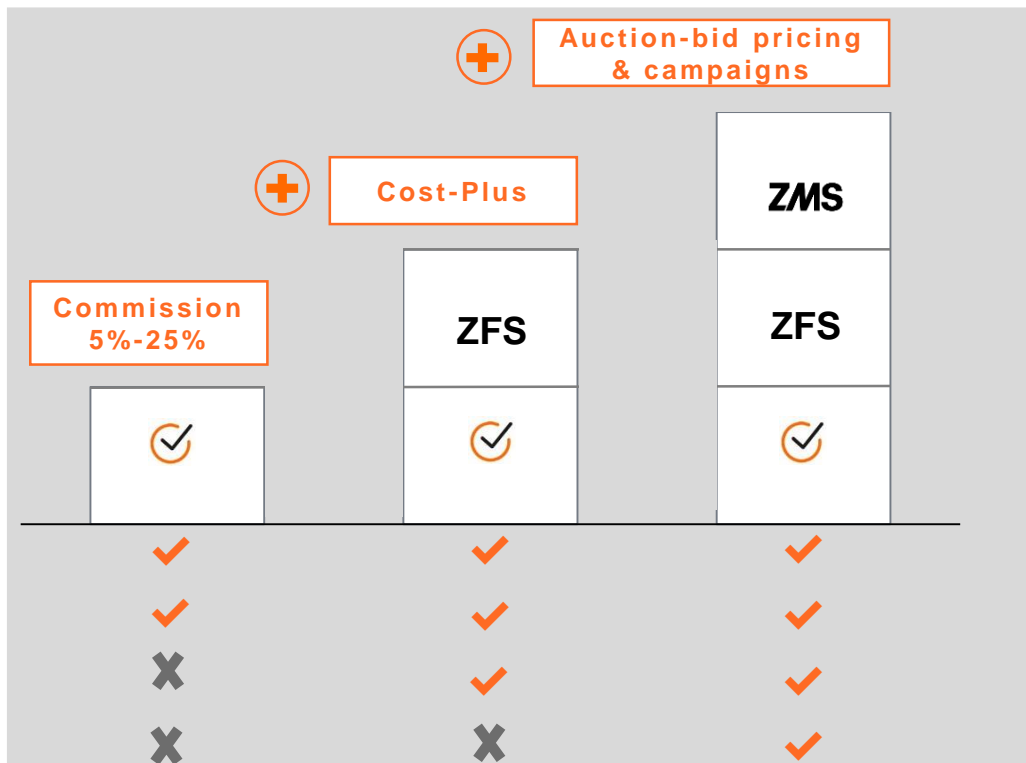 Auction-bid pricing
& campaigns
Cost-Plus
ZMS
Commission
5%-25%
ZFS
ZFS